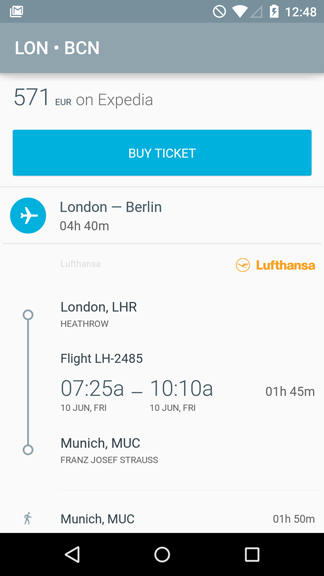 12:48
LON • BCN
571 EUR on Expedia
BUY TICKET
London — Berlin
04h 40m
Lufthansa
Lufthansa
London, LHR
HEATHROW
Flight LH-2485
07:25a — 10:10a 01h 45m
10 JUN, FRI 10 JUN, FRI
Munich, MUC
FRANZ JOSEF STRAUSS
Munich, MUC 01h 50m